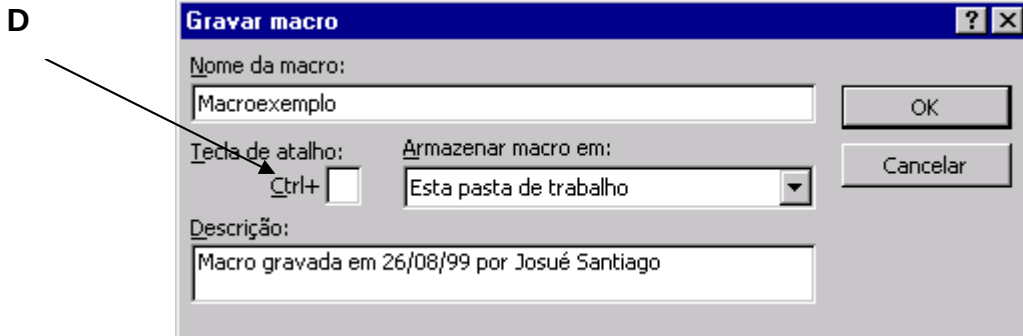 D
Gravar macro
Nome da macro:
Macroexemplo
OK
Tecla de atalho:
Armazenar macro em:
Ctrl+
Esta pasta de trabalho
Cancelar
Descrição:
Macro gravada em 26/08/99 por Josué Santiago